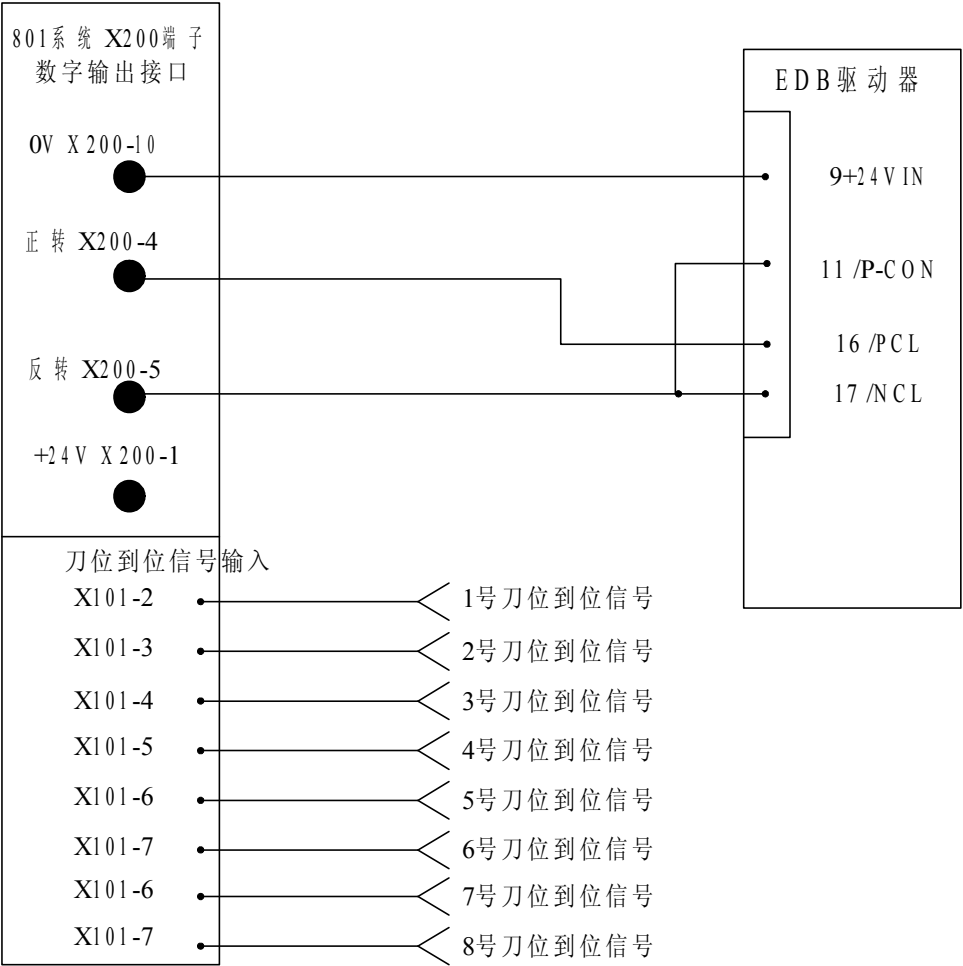 801系统 X200端子
数字输出接口
0V X200-10
正转 X200-4
反转 X200-5
+24V X200-1
EDB驱动器
9+24VIN
11 /P-CON
16 /PCL
17 /NCL
刀位到位信号输入
X101-2 1号刀位到位信号
X101-3 2号刀位到位信号
X101-4 3号刀位到位信号
X101-5 4号刀位到位信号
X101-6 5号刀位到位信号
X101-7 6号刀位到位信号
X101-6 7号刀位到位信号
X101-7 8号刀位到位信号